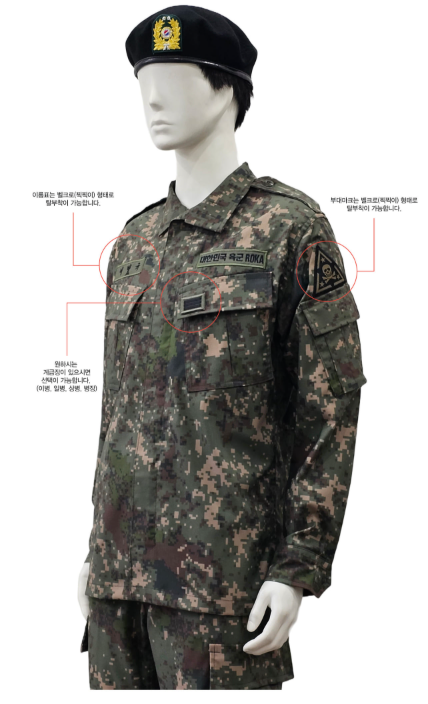 이름표는 벨크로(찍찍이) 형태로
탈부착이 가능합니다.
부대마크는 벨크로(찍찍이) 형태로
탈부착이 가능합니다.
대한민국 육군 ROKA
원하시는
계급장이 있으시면
선택이 가능합니다.
(이병, 일병, 상병, 병장)